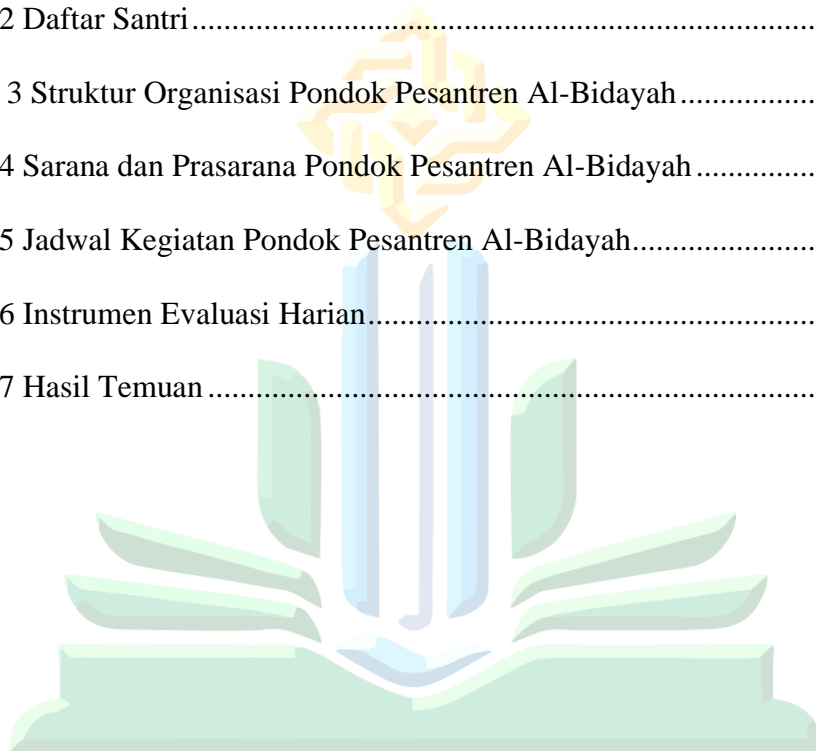 2 Daftar Santri................................................................................
3 Struktur Organisasi Pondok Pesantren Al-Bidayah.................
4 Sarana dan Prasarana Pondok Pesantren Al-Bidayah...............
5 Jadwal Kegiatan Pondok Pesantren Al-Bidayah.......................
6 Instrumen Evaluasi Harian.........................................................
7 Hasil Temuan.............................................................................